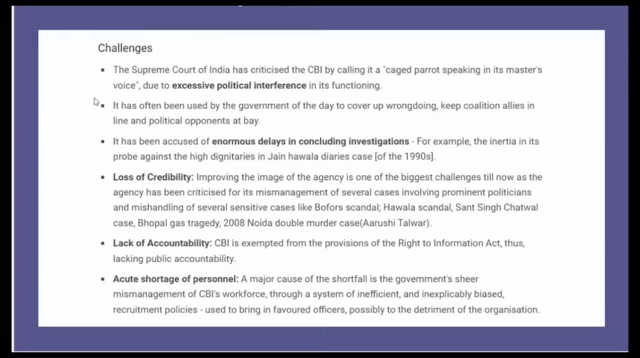 Challenges
▪ The Supreme Court of India has criticised the CBI by calling it a "caged parrot speaking in its master's
voice", due to excessive political interference in its functioning.
▪ It has often been used by the government of the day to cover up wrongdoing, keep coalition allies in
line and political opponents at bay.
▪ It has been accused of enormous delays in concluding investigations - For example, the inertia in its
probe against the high dignitaries in Jain hawala diaries case [of the 1990s].
▪ Loss of Credibility: Improving the image of the agency is one of the biggest challenges till now as the
agency has been criticised for its mismanagement of several cases involving prominent politicians
and mishandling of several sensitive cases like Bofors scandal; Hawala scandal, Sant Singh Chatwal
case, Bhopal gas tragedy, 2008 Noida double murder case(Aarushi Talwar).
▪ Lack of Accountability: CBI is exempted from the provisions of the Right to Information Act, thus,
lacking public accountability.
▪ Acute shortage of personnel: A major cause of the shortfall is the government's sheer
mismanagement of CBI's workforce, through a system of inefficient, and inexplicably biased,
recruitment policies - used to bring in favoured officers, possibly to the detriment of the organisation.